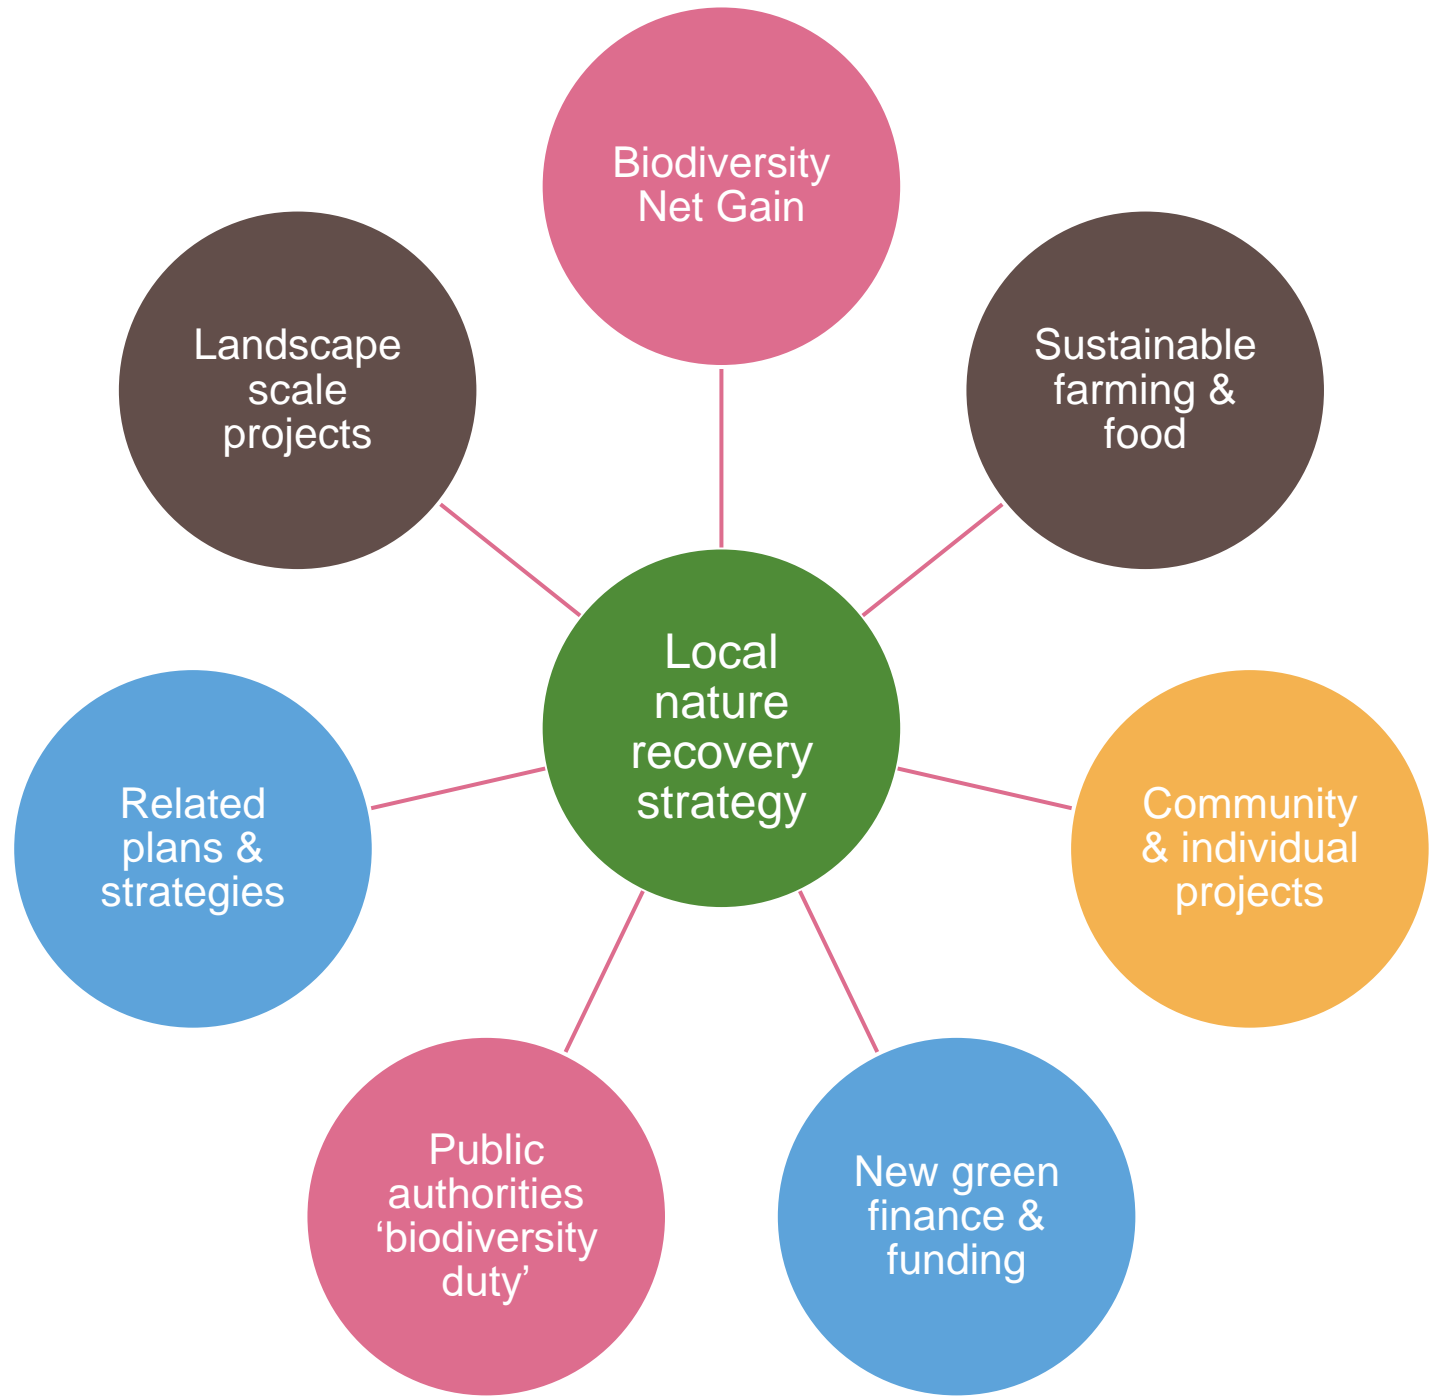 Biodiversity
Net Gain
Landscape
scale
projects
Sustainable
farming &
food
Local
nature
recovery
strategy
Related
plans &
strategies
Community
& individual
projects
Public
authorities
‘biodiversity
duty’
New green
finance &
funding